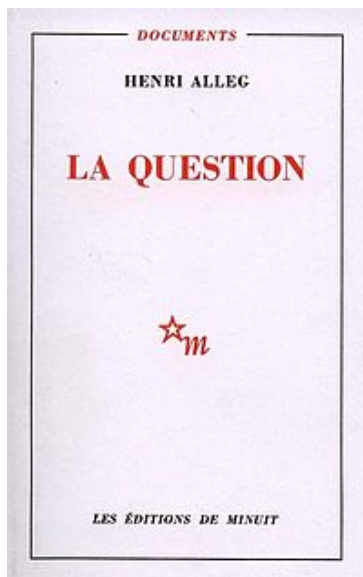 DOCUMENTS
HENRI ALLEG
LA QUESTION
m
LES ÉDITIONS DE MINUIT